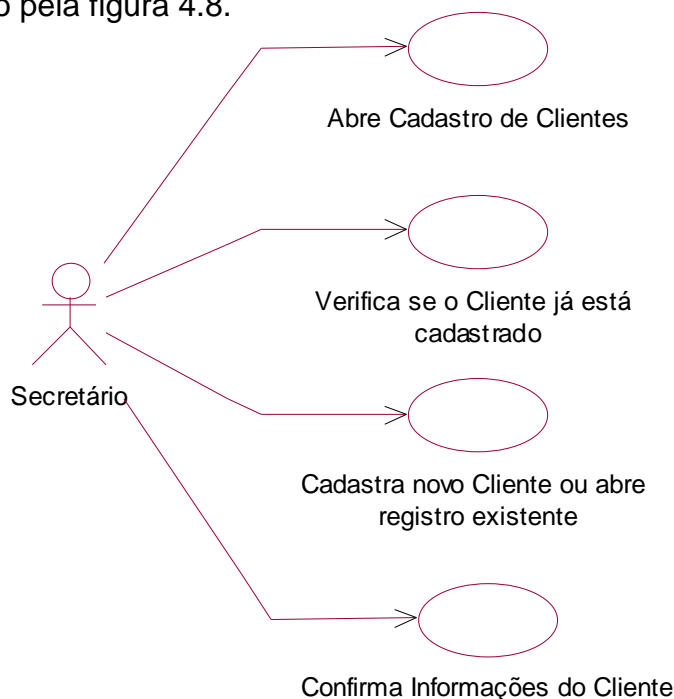 o pela figura 4.8.
Abre Cadastro de Clientes
Verifica se o Cliente já está
cadastrado
Secretário
Cadastra novo Cliente ou abre
registro existente
Confirma Informações do Cliente